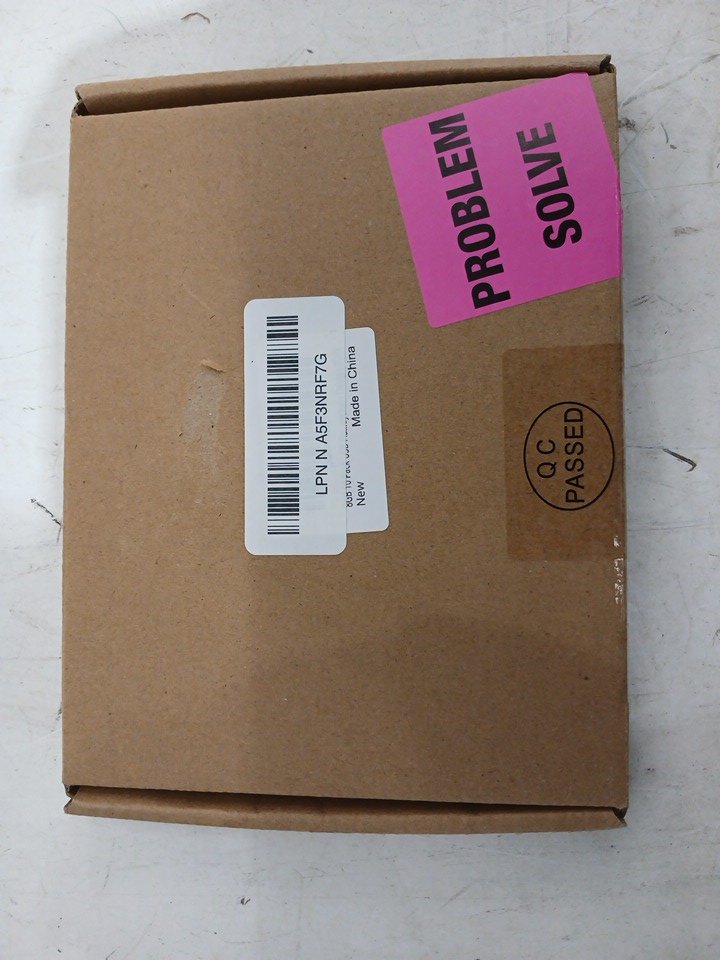 PROBLEM
SOLVE
LPN N A5F3NRF7G
Made in China
New
QC
PASSED